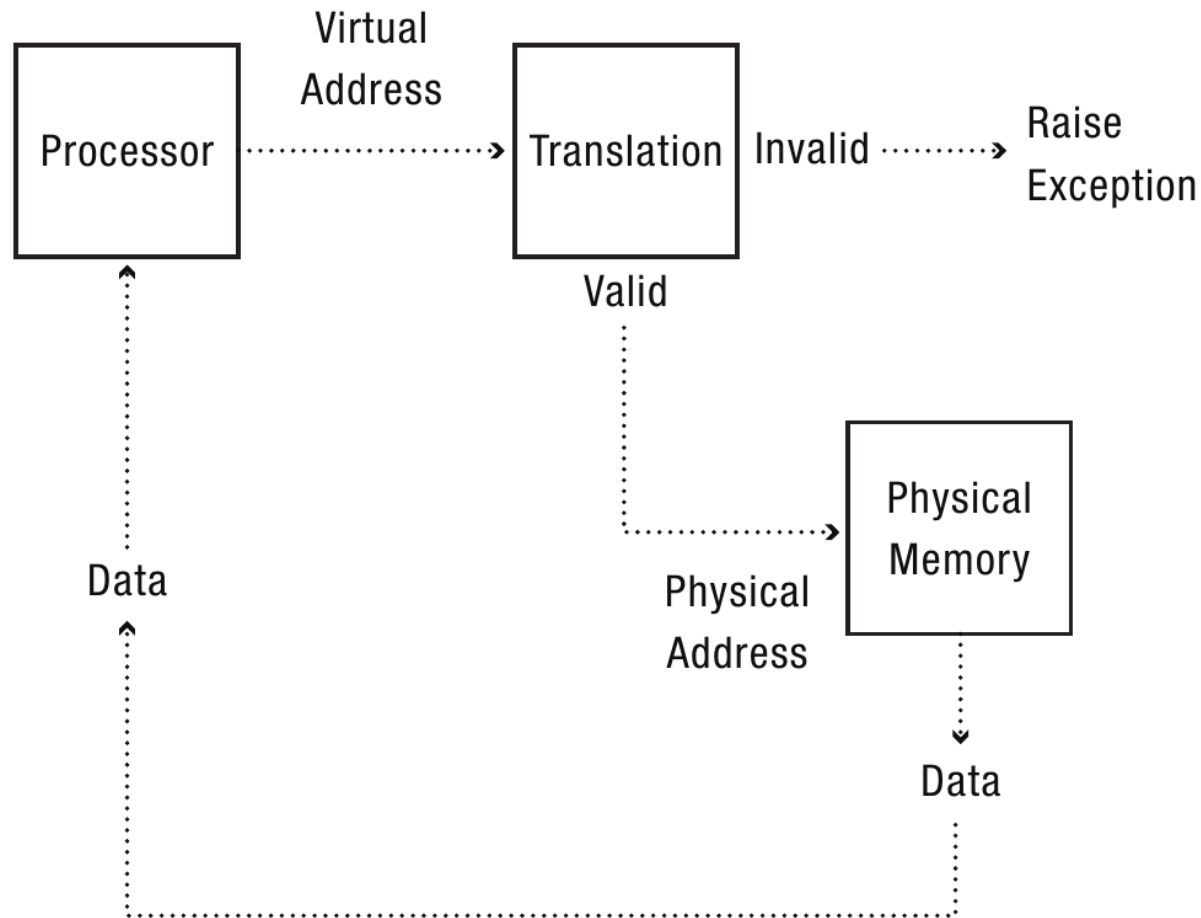 Virtual
Address
Processor
Translation
Invalid
Raise
Exception
Valid
Physical
Memory
Physical
Address
Data
Data